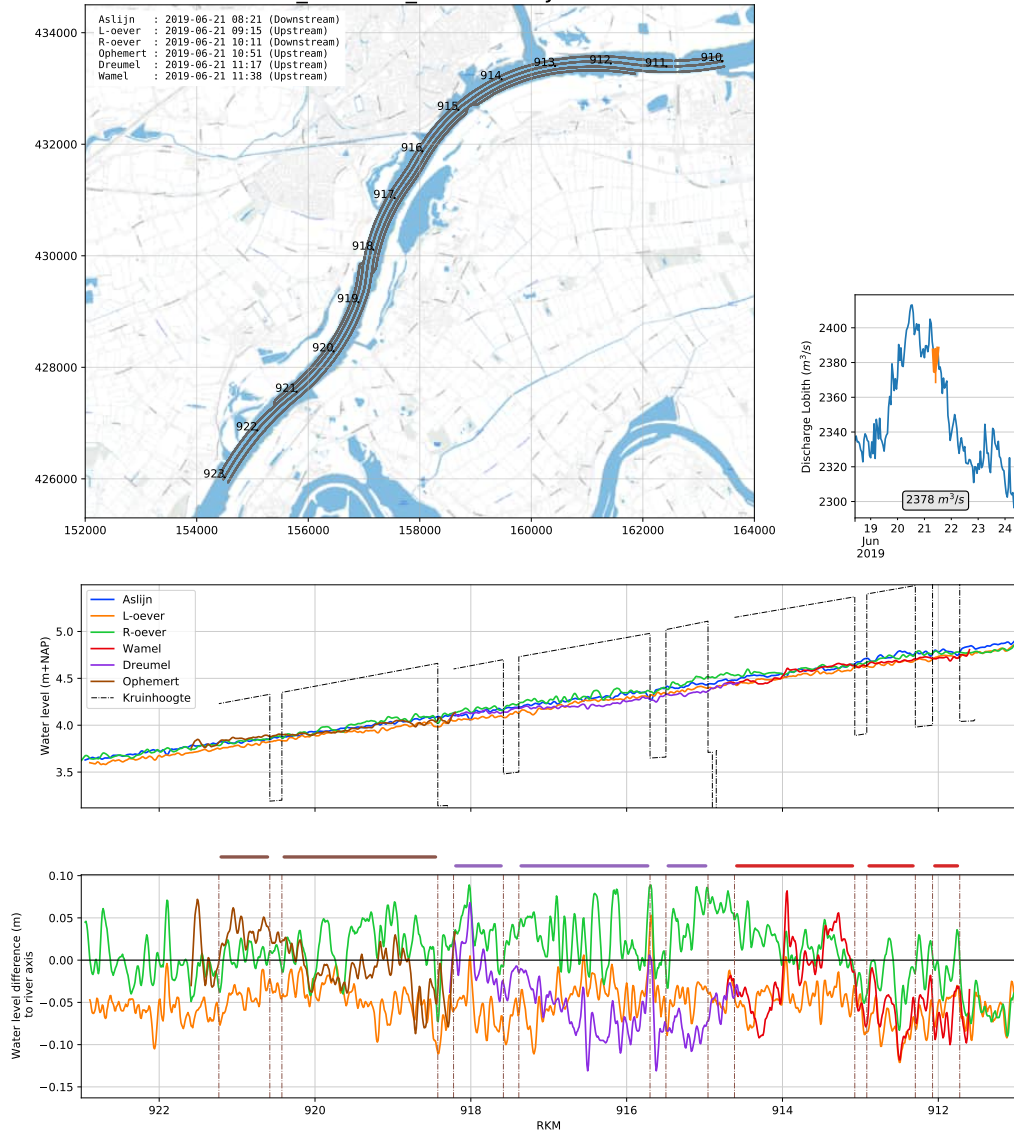 434000
432000
430000
428000
426000
152000 154000 156000 158000 160000 162000 164000
Aslijn : 2019-06-21 08:21 (Downstream)
L-oever : 2019-06-21 09:15 (Upstream)
R-oever : 2019-06-21 10:11 (Downstream)
Ophemert : 2019-06-21 10:51 (Upstream)
Dreumel : 2019-06-21 11:17 (Upstream)
Wamel : 2019-06-21 11:38 (Upstream)
910
911
912
913
914
915
916
917
918
919
920
921
922
923
Discharge Lobith (m³/s)
2400
2380
2360
2340
2320
2300
2378 m³/s
19 20 21 22 23 24
Jun
2019
Water level (m+NAP)
5.0
4.5
4.0
3.5
Aslijn
L-oever
R-oever
Wamel
Dreumel
Ophemert
Kruinhoogte
Water level difference (m)
to river axis
0.10
0.05
0.00
−0.05
−0.10
−0.15
922 920 918 916 914 912
RKM